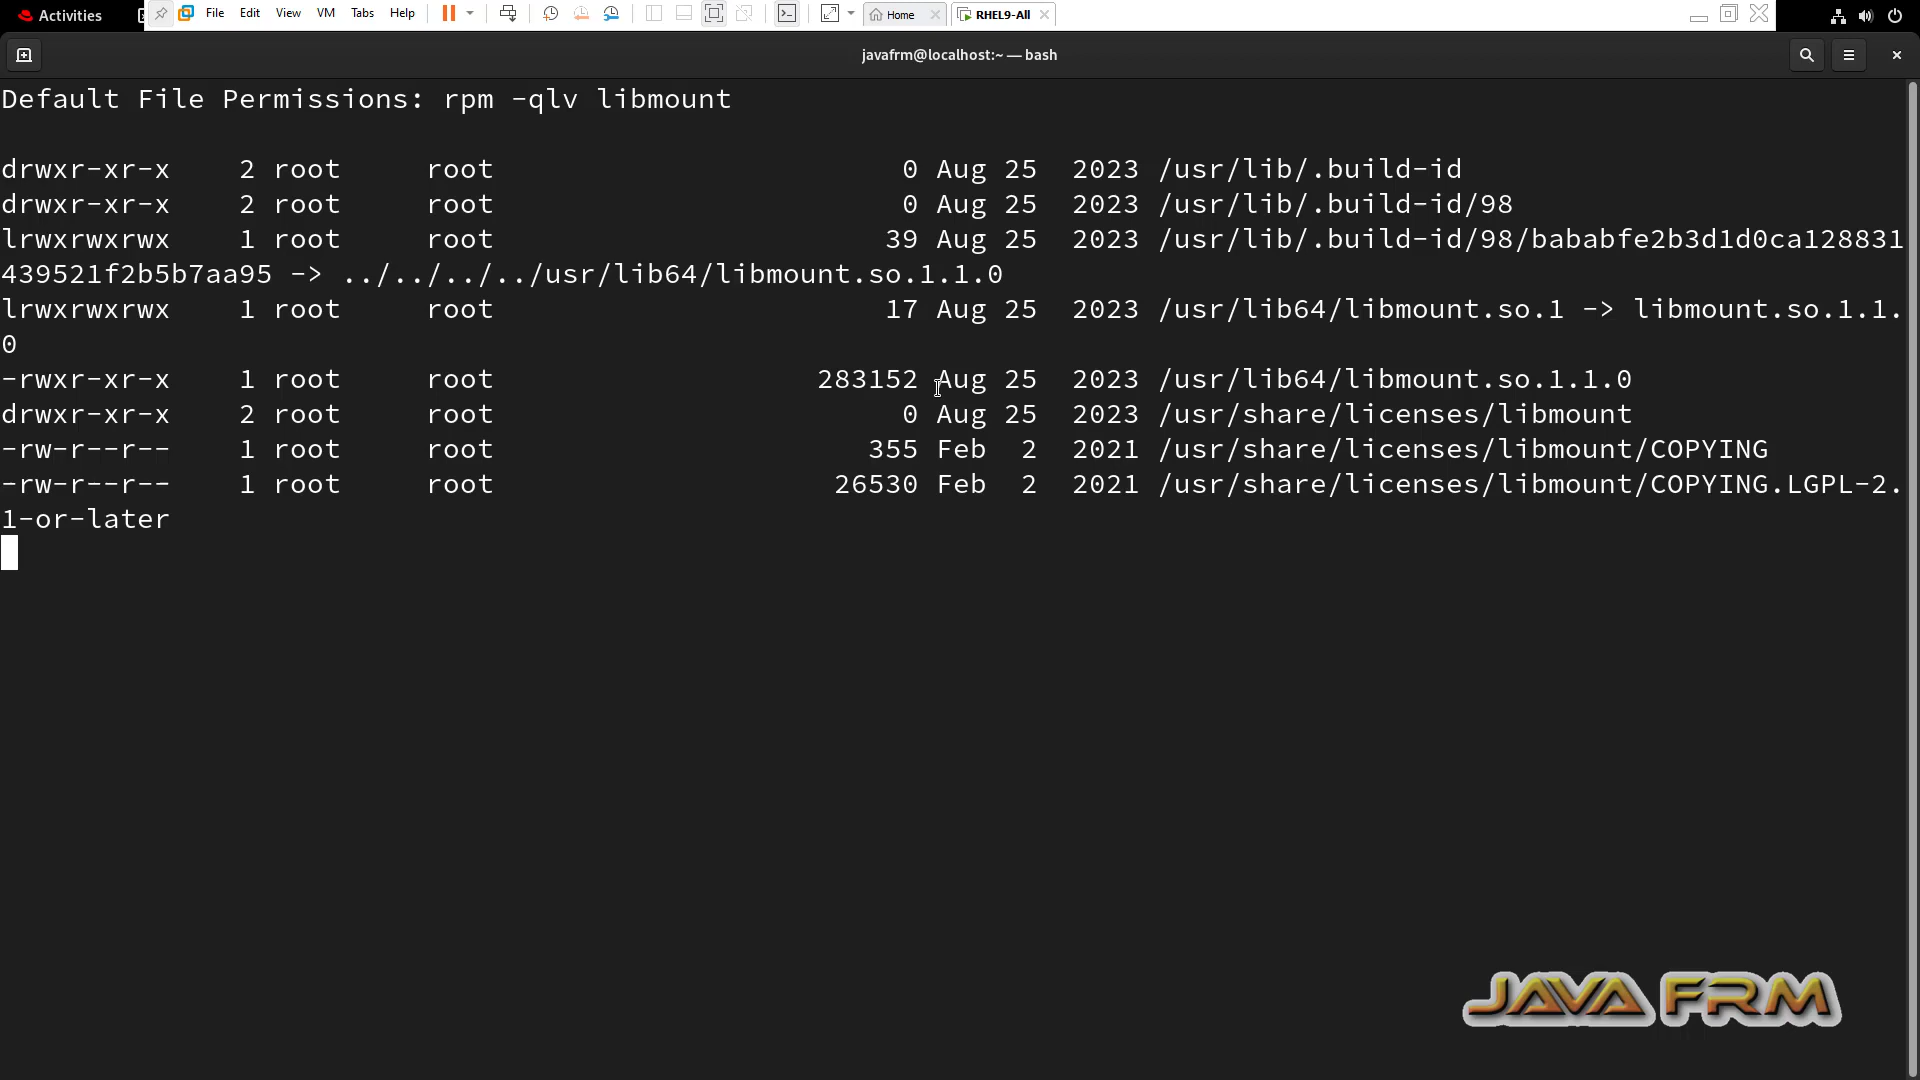 Activities File Edit View VM Tabs Help Home RHEL9-All
javafrm@localhost:~ — bash
Default File Permissions: rpm -qlv libmount
drwxr-xr-x 2 root root 0 Aug 25 2023 /usr/lib/.build-id
drwxr-xr-x 2 root root 0 Aug 25 2023 /usr/lib/.build-id/98
lrwxrwxrwx 1 root root 39 Aug 25 2023 /usr/lib/.build-id/98/bababfe2b3d1d0ca128831
439521f2b5b7aa95 -> ../../../../usr/lib64/libmount.so.1.1.0
lrwxrwxrwx 1 root root 17 Aug 25 2023 /usr/lib64/libmount.so.1 -> libmount.so.1.1.
0
-rwxr-xr-x 1 root root 283152 Aug 25 2023 /usr/lib64/libmount.so.1.1.0
drwxr-xr-x 2 root root 0 Aug 25 2023 /usr/share/licenses/libmount
-rw-r--r-- 1 root root 355 Feb 2 2021 /usr/share/licenses/libmount/COPYING
-rw-r--r-- 1 root root 26530 Feb 2 2021 /usr/share/licenses/libmount/COPYING.LGPL-2.
1-or-later
JAVA FRM